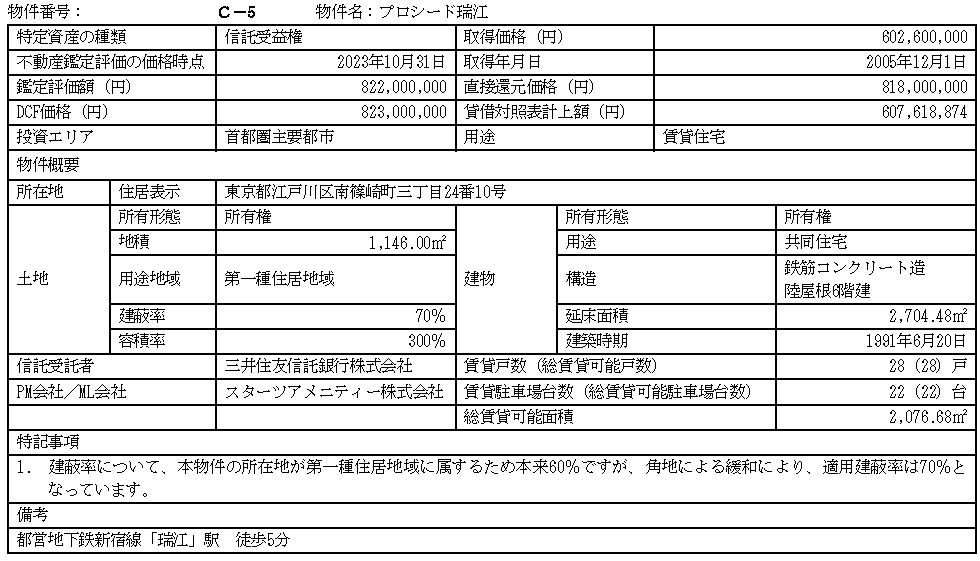 物件番号： C－5 物件名：プロシード瑞江
特定資産の種類 信託受益権 取得価格（円） 602,600,000
不動産鑑定評価の価格時点 2023年10月31日 取得年月日 2005年12月1日
鑑定評価額（円） 822,000,000 直接還元価格（円） 818,000,000
DCF価格（円） 823,000,000 貸借対照表計上額（円） 607,618,874
投資エリア 首都圏主要都市 用途 賃貸住宅
物件概要
所在地 住居表示 東京都江戸川区南篠崎町三丁目24番10号
所有形態 所有権 所有形態 所有権
地積 1,146.00㎡ 用途 共同住宅
土地 用途地域 第一種住居地域 建物 構造 鉄筋コンクリート造
陸屋根6階建
建蔽率 70% 延床面積 2,704.48㎡
容積率 300% 建築時期 1991年6月20日
信託受託者 三井住友信託銀行株式会社 賃貸戸数（総賃貸可能戸数） 28（28）戸
PM会社／ML会社 スターツアメニティー株式会社 賃貸駐車場台数（総賃貸可能駐車場台数） 22（22）台
総賃貸可能面積 2,076.68㎡
特記事項
1. 建蔽率について、本物件の所在地が第一種住居地域に属するため本来60%ですが、角地による緩和により、適用建蔽率は70%と
なっています。
備考
都営地下鉄新宿線「瑞江」駅 徒歩5分